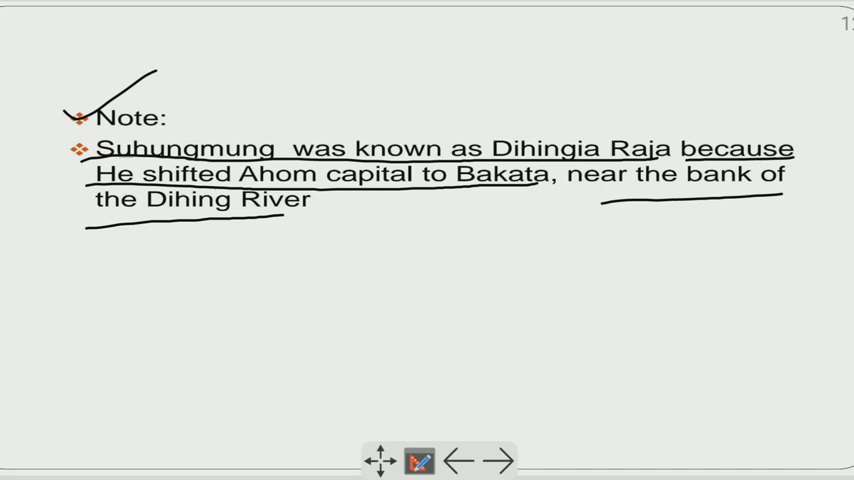 Note:
Suhungmung was known as Dihingia Raja because
He shifted Ahom capital to Bakata, near the bank of
the Dihing River